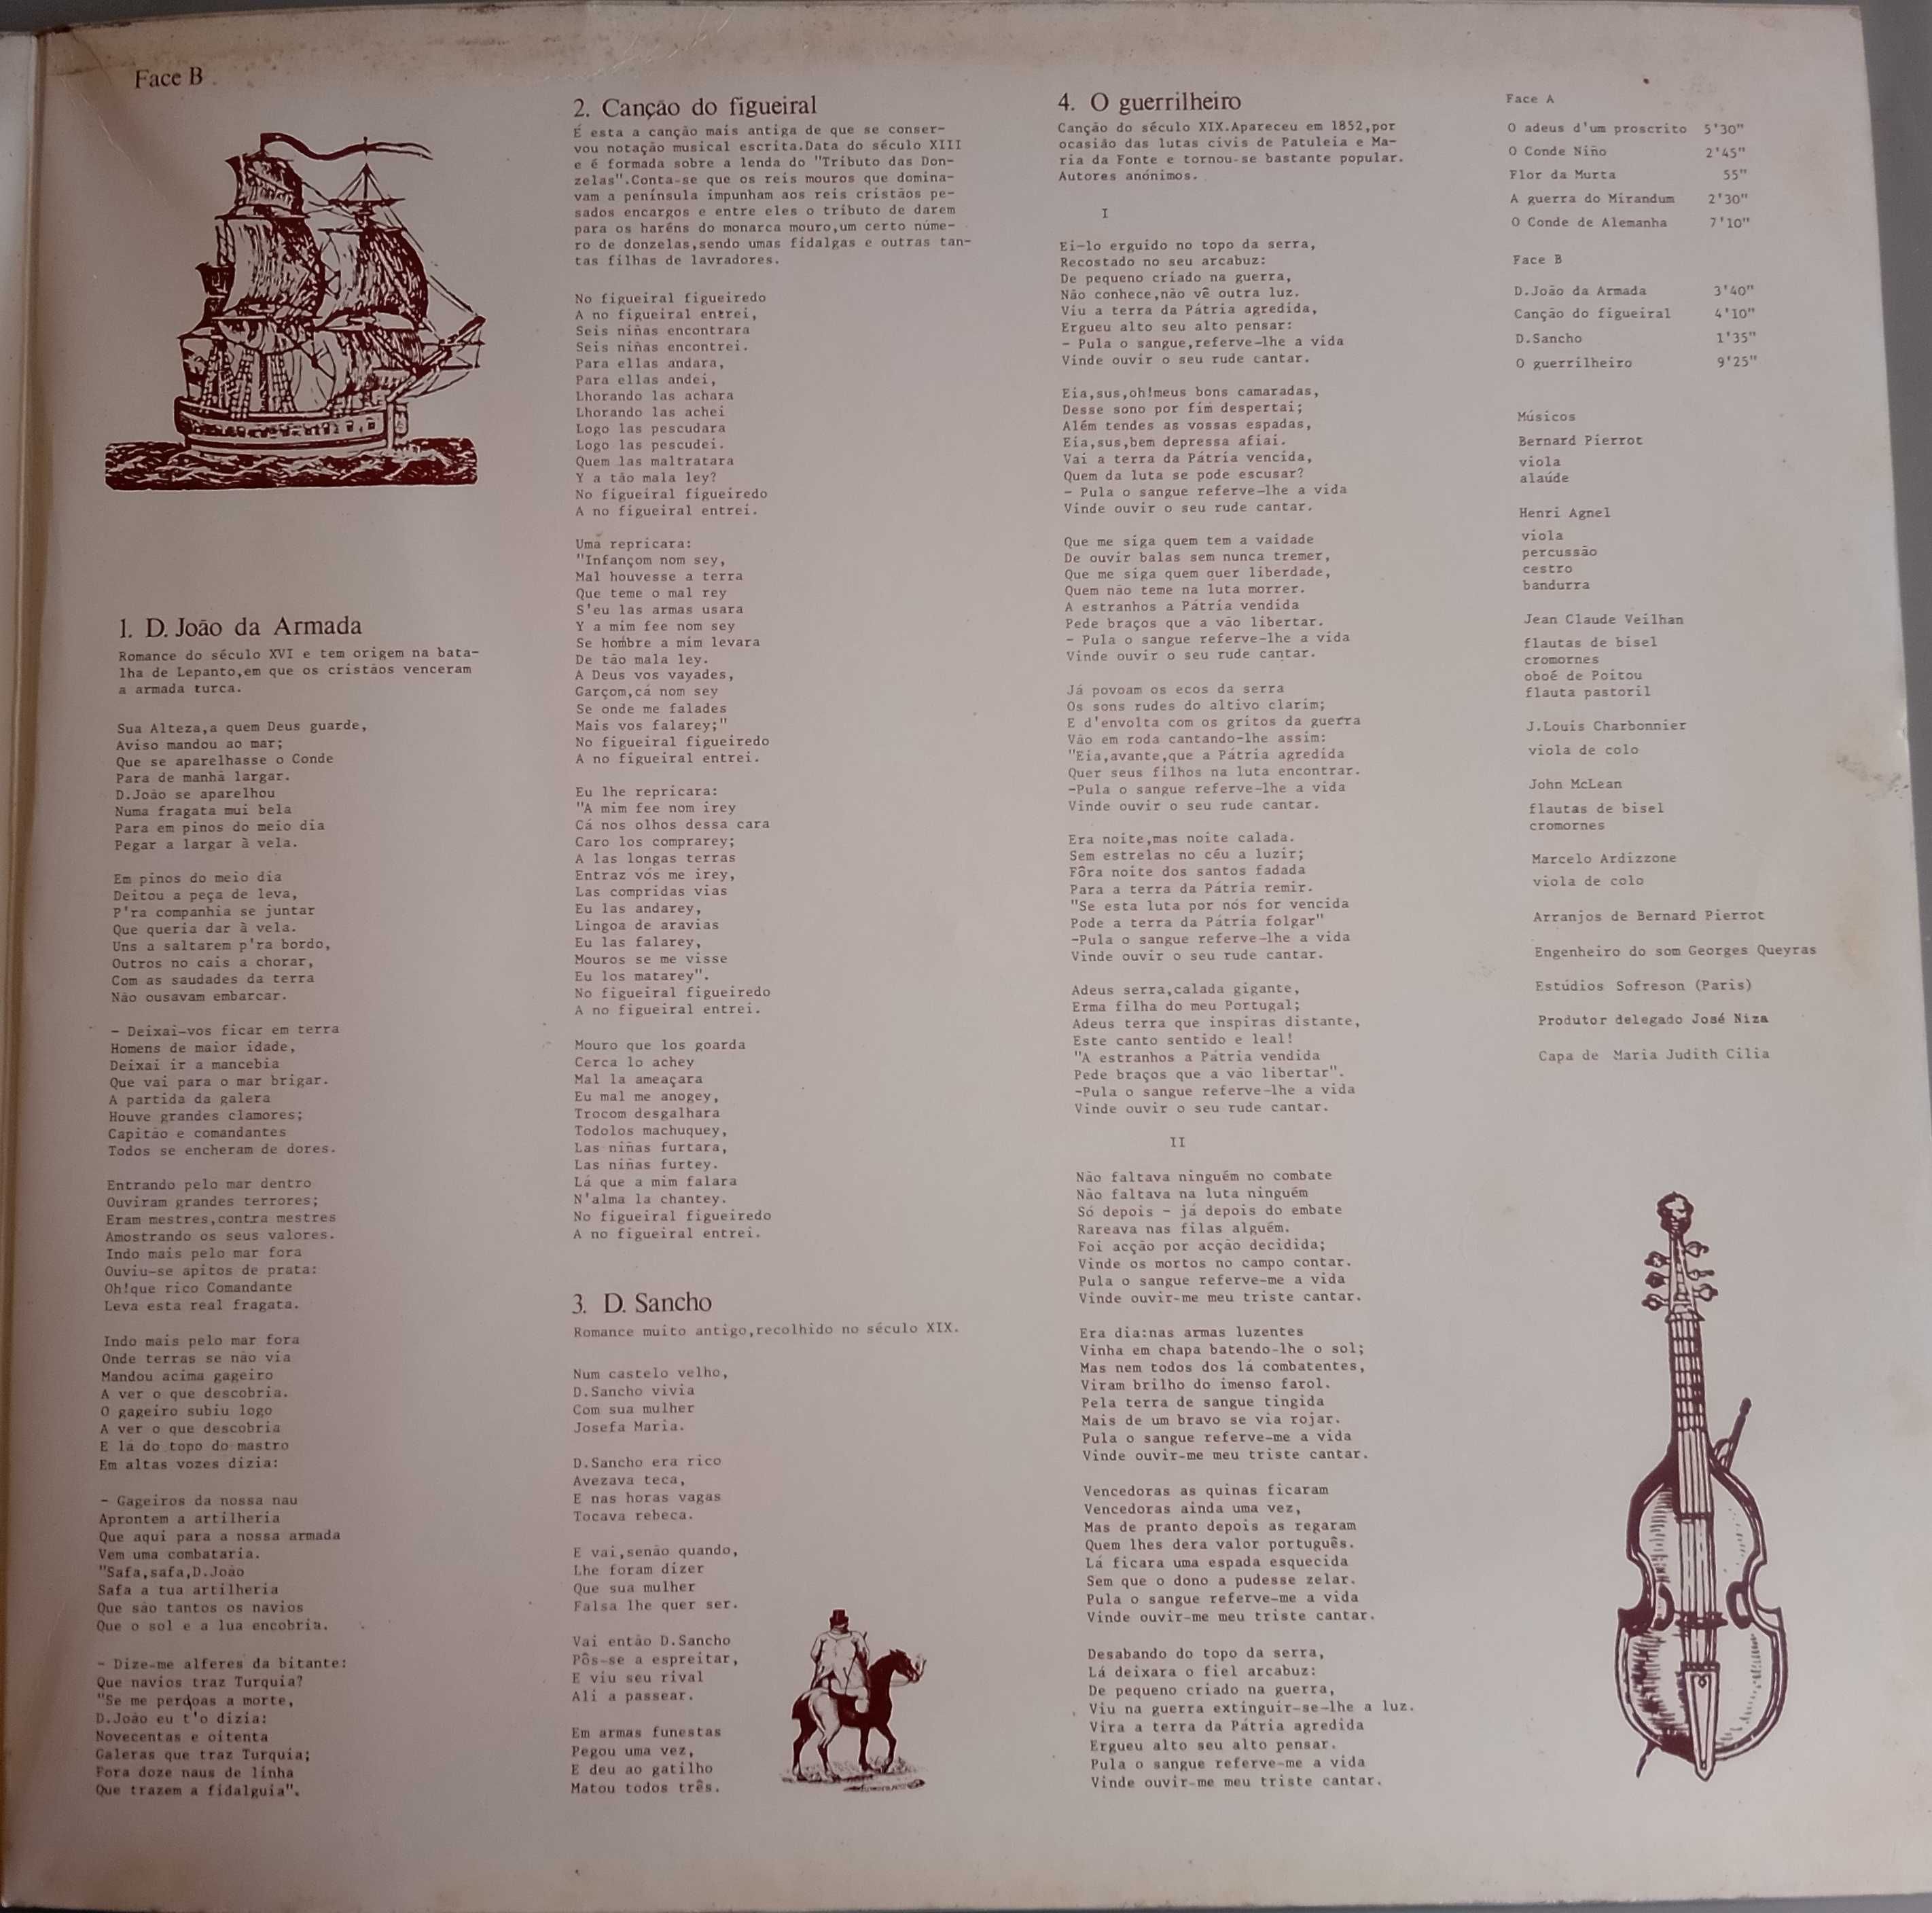 Face B
1. D. João da Armada
Romance do século XVI e tem origem na bata-
lha de Lepanto,em que os cristãos venceram
a armada turca.
Sua Alteza,a quem Deus guarde,
Aviso mandou ao mar;
Que se aparelhasse o Conde
Para de manhã largar.
D.João se aparelhou
Numa fragata mui bela
Para em pinos do meio dia
Pegar a largar à vela.
Em pinos do meio dia
Deitou a peça de leva,
P'ra companhia se juntar
Que queria dar à vela.
Uns a saltarem p'ra bordo,
Outros no cais a chorar,
Com as saudades da terra
Não ousavam embarcar.
- Deixai-vos ficar em terra
Homens de maior idade,
Deixai ir a mancebia
Que vai para o mar brigar.
A partida da galera
Houve grandes clamores;
Capitão e comandantes
Todos se encheram de dores.
Entrando pelo mar dentro
Ouviram grandes terrores;
Eram mestres,contra mestres
Amostrando os seus valores.
Indo mais pelo mar fora
Ouviu-se apitos de prata:
Oh!que rico Comandante
Leva esta real fragata.
Indo mais pelo mar fora
Onde terras se não via
Mandou acima gageiro
A ver o que descobria.
O gageiro subiu logo
A ver o que descobria
E lá do topo do mastro
Em altas vozes dizia:
- Gageiros da nossa nau
Aprontem a artilheria
Que aqui para a nossa armada
Vem uma combataria.
"Safa,safa,D.João
Safa a tua artilheria
Que são tantos os navios
Que o sol e a lua encobria.
- Dize-me alferes da bitante:
Que navios traz Turquia?
"Se me perdoas a morte,
D.João eu t'o dizia:
Novecentas e oitenta
Galeras que traz Turquia;
Fora doze naus de linha
Que trazem a fidalguia".
2. Canção do figueiral
É esta a canção mais antiga de que se conser-
vou notação musical escrita.Data do século XIII
e é formada sobre a lenda do "Tributo das Don-
zelas".Conta-se que os reis mouros que domina-
vam a península impunham aos reis cristãos pe-
sados encargos e entre eles o tributo de darem
para os haréns do monarca mouro,um certo núme-
ro de donzelas,sendo umas fidalgas e outras tan-
tas filhas de lavradores.
No figueiral figueiredo
A no figueiral entrei,
Seis niñas encontrara
Seis niñas encontrei.
Para ellas andara,
Para ellas andei,
Lhorando las achara
Lhorando las achei
Logo las pescudara
Logo las pescudei.
Quem las maltratara
Y a tão mala ley?
No figueiral figueiredo
A no figueiral entrei.
Uma repricara:
"Infançom nom sey,
Mal houvesse a terra
Que teme o mal rey
S'eu las armas usara
Y a mim fee nom sey
Se hombre a mim levara
De tão mala ley.
A Deus vos vayades,
Garçom,cá nom sey
Se onde me falades
Mais vos falarey;"
No figueiral figueiredo
A no figueiral entrei.
Eu lhe repricara:
"A mim fee nom irey
Cá nos olhos dessa cara
Caro los comprarey;
A las longas terras
Entraz vós me irey,
Las compridas vias
Eu las andarey,
Lingoa de aravias
Eu las falarey,
Mouros se me visse
Eu los matarey".
No figueiral figueiredo
A no figueiral entrei.
Mouro que los goarda
Cerca lo achey
Mal la ameaçara
Eu mal me anogey,
Trocom desgalhara
Todolos machuquey,
Las niñas furtara,
Las niñas furtey.
Lá que a mim falara
N'alma la chantey.
No figueiral figueiredo
A no figueiral entrei.
3. D. Sancho
Romance muito antigo,recolhido no século XIX.
Num castelo velho,
D.Sancho vivia
Com sua mulher
Josefa Maria.
D.Sancho era rico
Avezava teca,
E nas horas vagas
Tocava rebeca.
E vai,senão quando,
Lhe foram dizer
Que sua mulher
Falsa lhe quer ser.
Vai então D.Sancho
Pôs-se a espreitar,
E viu seu rival
Ali a passear.
Em armas funestas
Pegou uma vez,
E deu ao gatilho
Matou todos três.
4. O guerrilheiro
Canção do século XIX.Apareceu em 1852,por
ocasião das lutas civis de Patuleia e Ma-
ria da Fonte e tornou-se bastante popular.
Autores anónimos.
I
Ei-lo erguido no topo da serra,
Recostado no seu arcabuz:
De pequeno criado na guerra,
Não conhece,não vê outra luz.
Viu a terra da Pátria agredida,
Ergueu alto seu alto pensar:
- Pula o sangue,referve-lhe a vida
Vinde ouvir o seu rude cantar.
Eia,sus,oh!meus bons camaradas,
Desse sono por fim despertai;
Além tendes as vossas espadas,
Eia,sus,bem depressa afiai.
Vai a terra da Pátria vencida,
Quem da luta se pode escusar?
- Pula o sangue referve-lhe a vida
Vinde ouvir o seu rude cantar.
Que me siga quem tem a vaidade
De ouvir balas sem nunca tremer,
Que me siga quem quer liberdade,
Quem não teme na luta morrer.
A estranhos a Pátria vendida
Pede braços que a vão libertar.
- Pula o sangue referve-lhe a vida
Vinde ouvir o seu rude cantar.
Já povoam os ecos da serra
Os sons rudes do altivo clarim;
E d'envolta com os gritos da guerra
Vão em roda cantando-lhe assim:
"Eia,avante,que a Pátria agredida
Quer seus filhos na luta encontrar.
-Pula o sangue referve-lhe a vida
Vinde ouvir o seu rude cantar.
Era noite,mas noite calada.
Sem estrelas no céu a luzir;
Fôra noite dos santos fadada
Para a terra da Pátria remir.
"Se esta luta por nós for vencida
Pode a terra da Pátria folgar"
-Pula o sangue referve-lhe a vida
Vinde ouvir o seu rude cantar.
Adeus serra,calada gigante,
Erma filha do meu Portugal;
Adeus terra que inspiras distante,
Este canto sentido e leal!
"A estranhos a Pátria vendida
Pede braços que a vão libertar".
-Pula o sangue referve-lhe a vida
Vinde ouvir o seu rude cantar.
II
Não faltava ninguém no combate
Não faltava na luta ninguém
Só depois - já depois do embate
Rareava nas filas alguém.
Foi acção por acção decidida;
Vinde os mortos no campo contar.
Pula o sangue referve-me a vida
Vinde ouvir-me meu triste cantar.
Era dia:nas armas luzentes
Vinha em chapa batendo-lhe o sol;
Mas nem todos dos lá combatentes,
Viram brilho do imenso farol.
Pela terra de sangue tingida
Mais de um bravo se via rojar.
Pula o sangue referve-me a vida
Vinde ouvir-me meu triste cantar.
Vencedoras as quinas ficaram
Vencedoras ainda uma vez,
Mas de pranto depois as regaram
Quem lhes dera valor português.
Lá ficara uma espada esquecida
Sem que o dono a pudesse zelar.
Pula o sangue referve-me a vida
Vinde ouvir-me meu triste cantar.
Desabando do topo da serra,
Lá deixara o fiel arcabuz:
De pequeno criado na guerra,
Viu na guerra extinguir-se-lhe a luz.
Vira a terra da Pátria agredida
Ergueu alto seu alto pensar.
Pula o sangue referve-me a vida
Vinde ouvir-me meu triste cantar.
Face A
O adeus d'um proscrito 5'30"
O Conde Niño 2'45"
Flor da Murta 55"
A guerra do Mirandum 2'30"
O Conde de Alemanha 7'10"
Face B
D.João da Armada 3'40"
Canção do figueiral 4'10"
D.Sancho 1'35"
O guerrilheiro 9'25"
Músicos
Bernard Pierrot
viola
alaúde
Henri Agnel
viola
percussão
cestro
bandurra
Jean Claude Veilhan
flautas de bisel
cromornes
oboé de Poitou
flauta pastoril
J.Louis Charbonnier
viola de colo
John McLean
flautas de bisel
cromornes
Marcelo Ardizzone
viola de colo
Arranjos de Bernard Pierrot
Engenheiro do som Georges Queyras
Estúdios Sofreson (Paris)
Produtor delegado José Niza
Capa de Maria Judith Cília